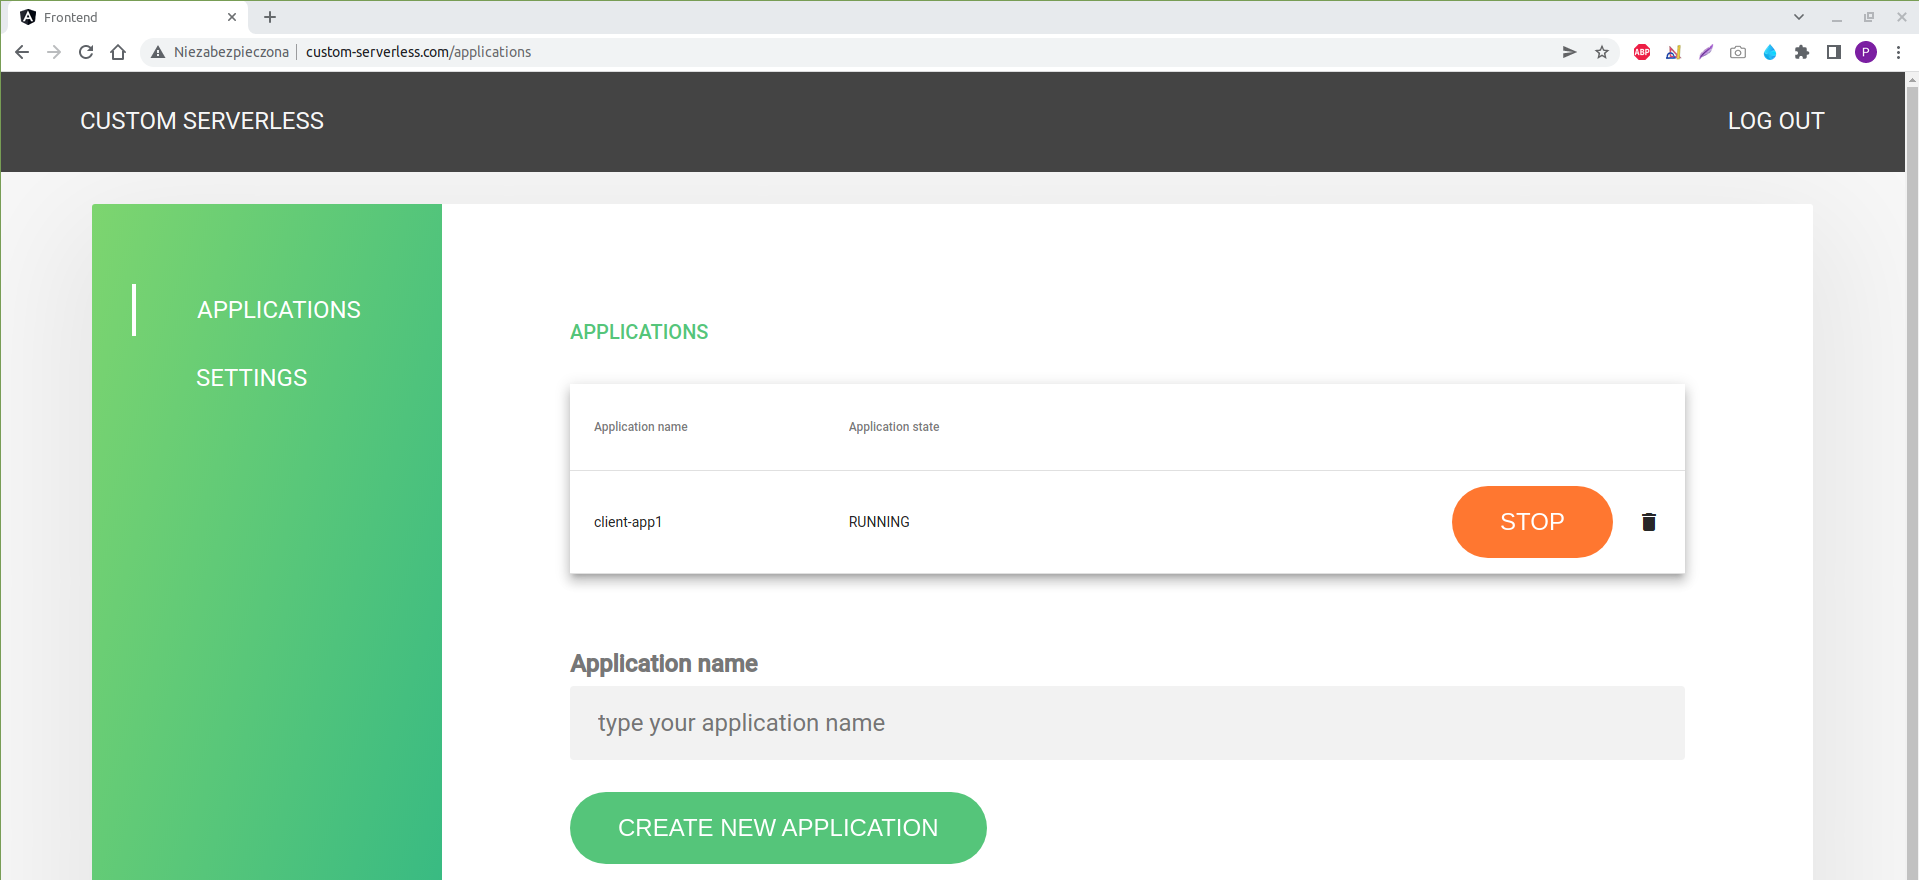 Frontend
Niezabezpieczona | custom-serverless.com/applications
ABP
P
CUSTOM SERVERLESS
LOG OUT
APPLICATIONS
SETTINGS
APPLICATIONS
Application name Application state
client-app1 RUNNING STOP
Application name
type your application name
CREATE NEW APPLICATION